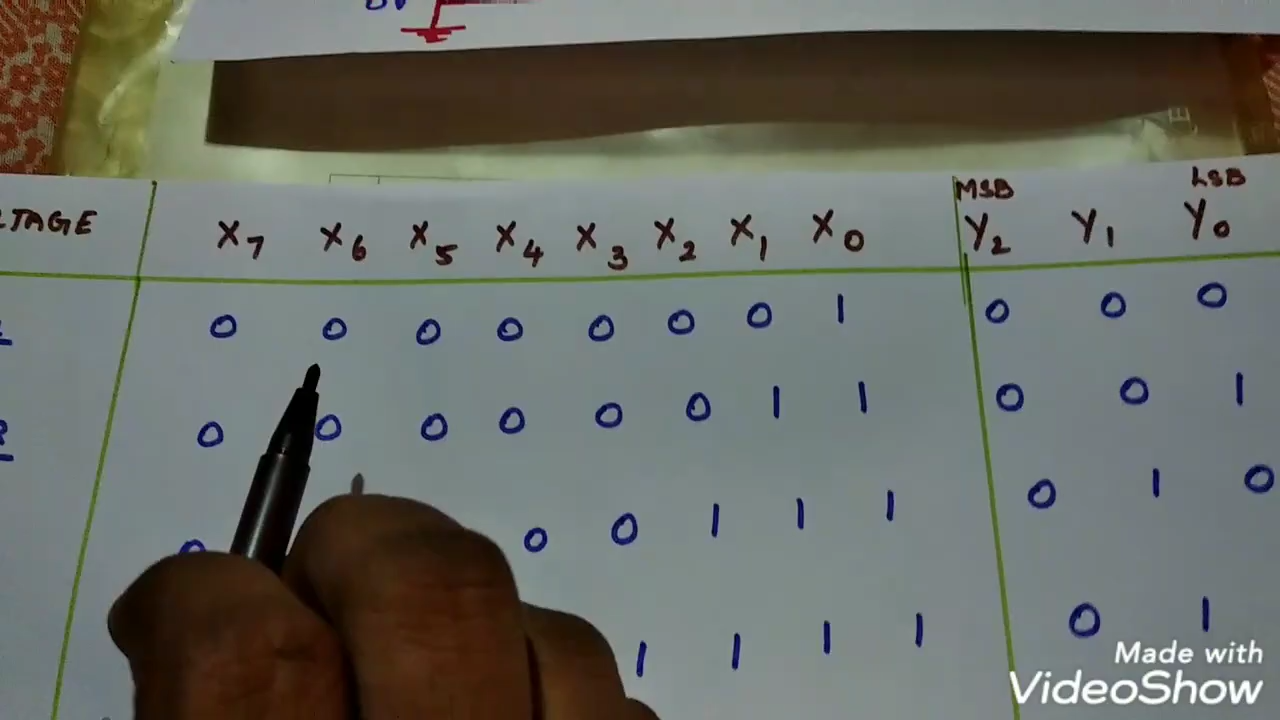 LTAGE X7 X6 X5 X4 X3 X2 X1 X0 MSB Y2 Y1 LSB Y0
0 0 0 0 0 0 0 1 0 0 0
0 0 0 0 0 0 1 1 0 0 1
0 0 0 1 1 1 0 1 0
1 1 1 1 0 1
Made with
VideoShow